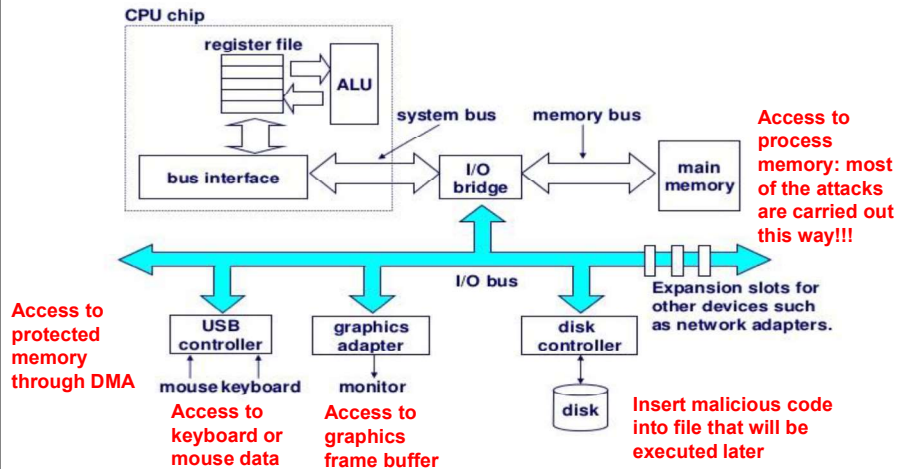 CPU chip
register file
ALU
system bus
memory bus
bus interface
I/O
bridge
main
memory
Access to
process
memory: most
of the attacks
are carried out
this way!!!
I/O bus
Expansion slots for
other devices such
as network adapters.
Access to
protected
memory
through DMA
USB
controller
graphics
adapter
disk
controller
mouse keyboard
monitor
disk
Access to
keyboard or
mouse data
Access to
graphics
frame buffer
Insert malicious code
into file that will be
executed later